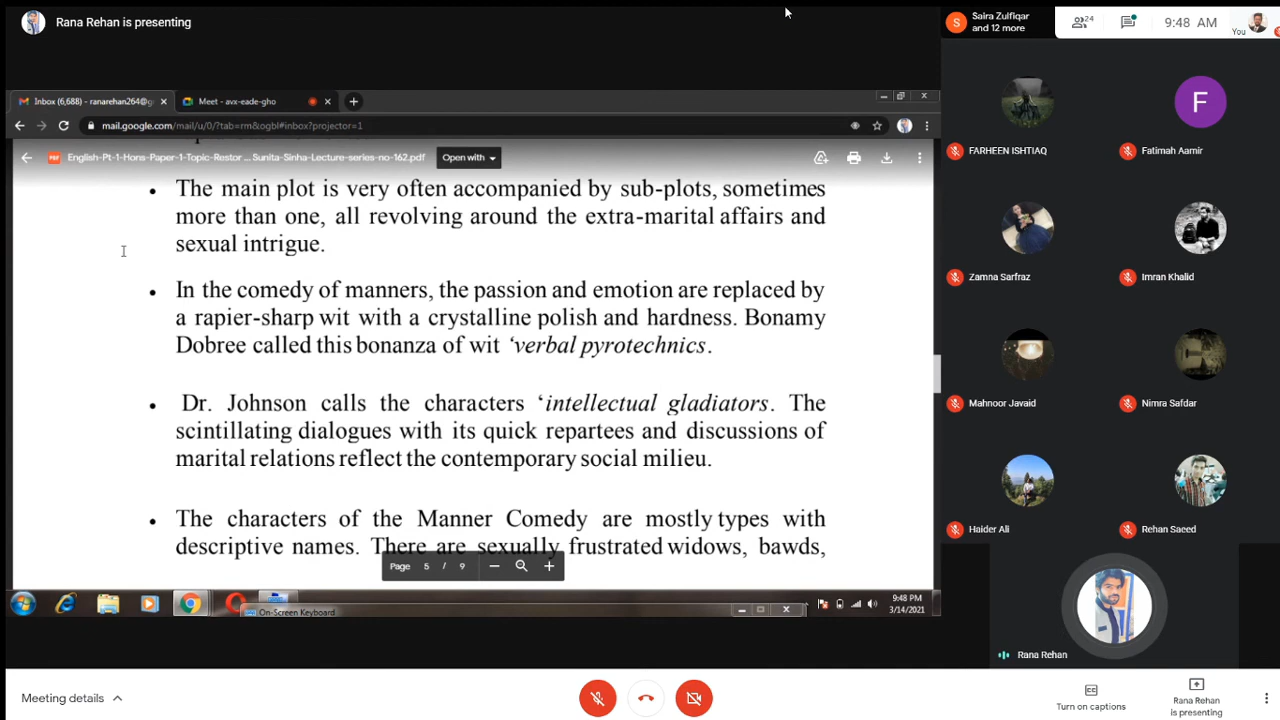 Rana Rehan is presenting
Saira Zulfiqar
and 12 more
24
9:48 AM
You
Inbox (6,688) - ranarehan264@g
Meet - avx-eade-gho
mail.google.com/mail/u/0/?tab=rm&ogbl#inbox?projector=1
English-Pt-1-Hons-Paper-1-Topic-Restor ... Sunita-Sinha-Lecture-series-no-162.pdf
Open with
• The main plot is very often accompanied by sub-plots, sometimes
more than one, all revolving around the extra-marital affairs and
sexual intrigue.
• In the comedy of manners, the passion and emotion are replaced by
a rapier-sharp wit with a crystalline polish and hardness. Bonamy
Dobree called this bonanza of wit ‘verbal pyrotechnics.
• Dr. Johnson calls the characters ‘intellectual gladiators. The
scintillating dialogues with its quick repartees and discussions of
marital relations reflect the contemporary social milieu.
• The characters of the Manner Comedy are mostly types with
descriptive names. There are sexually frustrated widows, bawds,
Page 5 / 9
On-Screen Keyboard
9:48 PM
3/14/2021
S
F
FARHEEN ISHTIAQ
Fatimah Aamir
Zamna Sarfraz
Imran Khalid
Mahnoor Javaid
Nimra Safdar
Haider Ali
Rehan Saeed
Rana Rehan
Meeting details
Turn on captions
Rana Rehan
is presenting